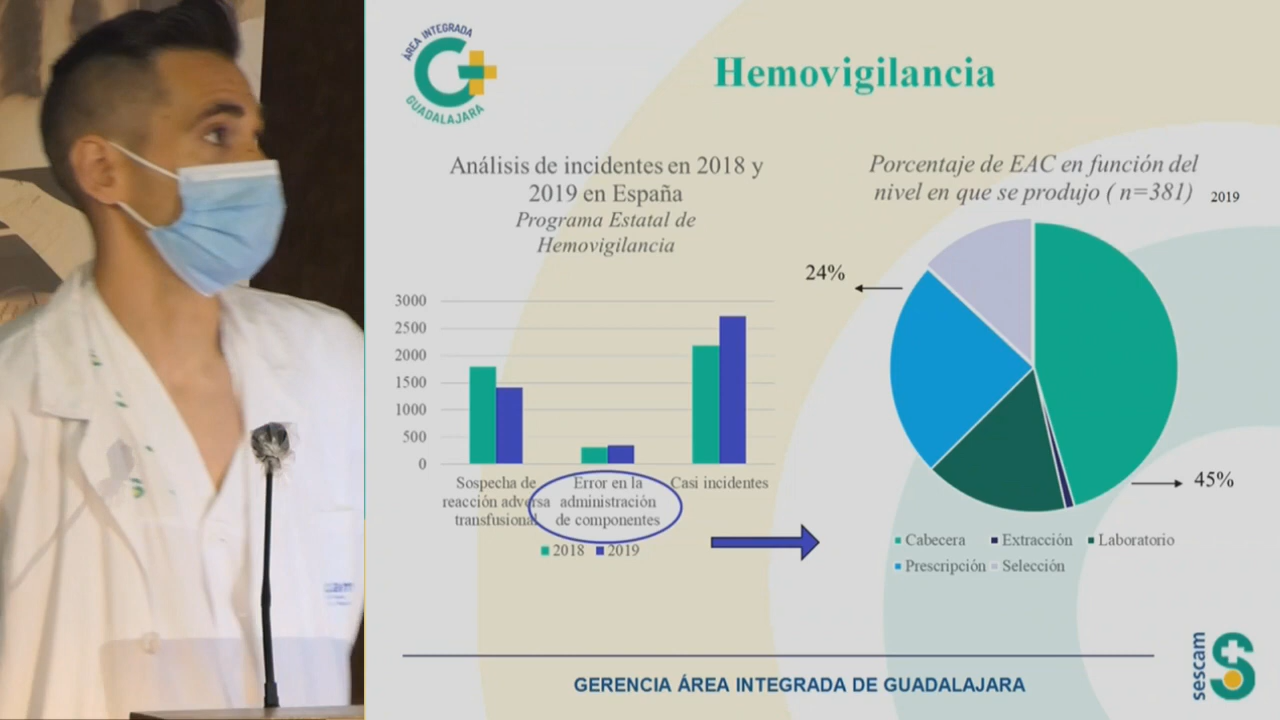 ÁREA INTEGRADA
GUADALAJARA
Hemovigilancia
Análisis de incidentes en 2018 y
2019 en España
Programa Estatal de
Hemovigilancia
3000
2500
2000
1500
1000
500
0
Sospecha de
reacción adversa
transfusional
Error en la
administración
de componentes
Casi incidentes
2018 2019
Porcentaje de EAC en función del
nivel en que se produjo ( n=381) 2019
24%
45%
Cabecera Extracción Laboratorio
Prescripción Selección
GERENCIA ÁREA INTEGRADA DE GUADALAJARA
sescam